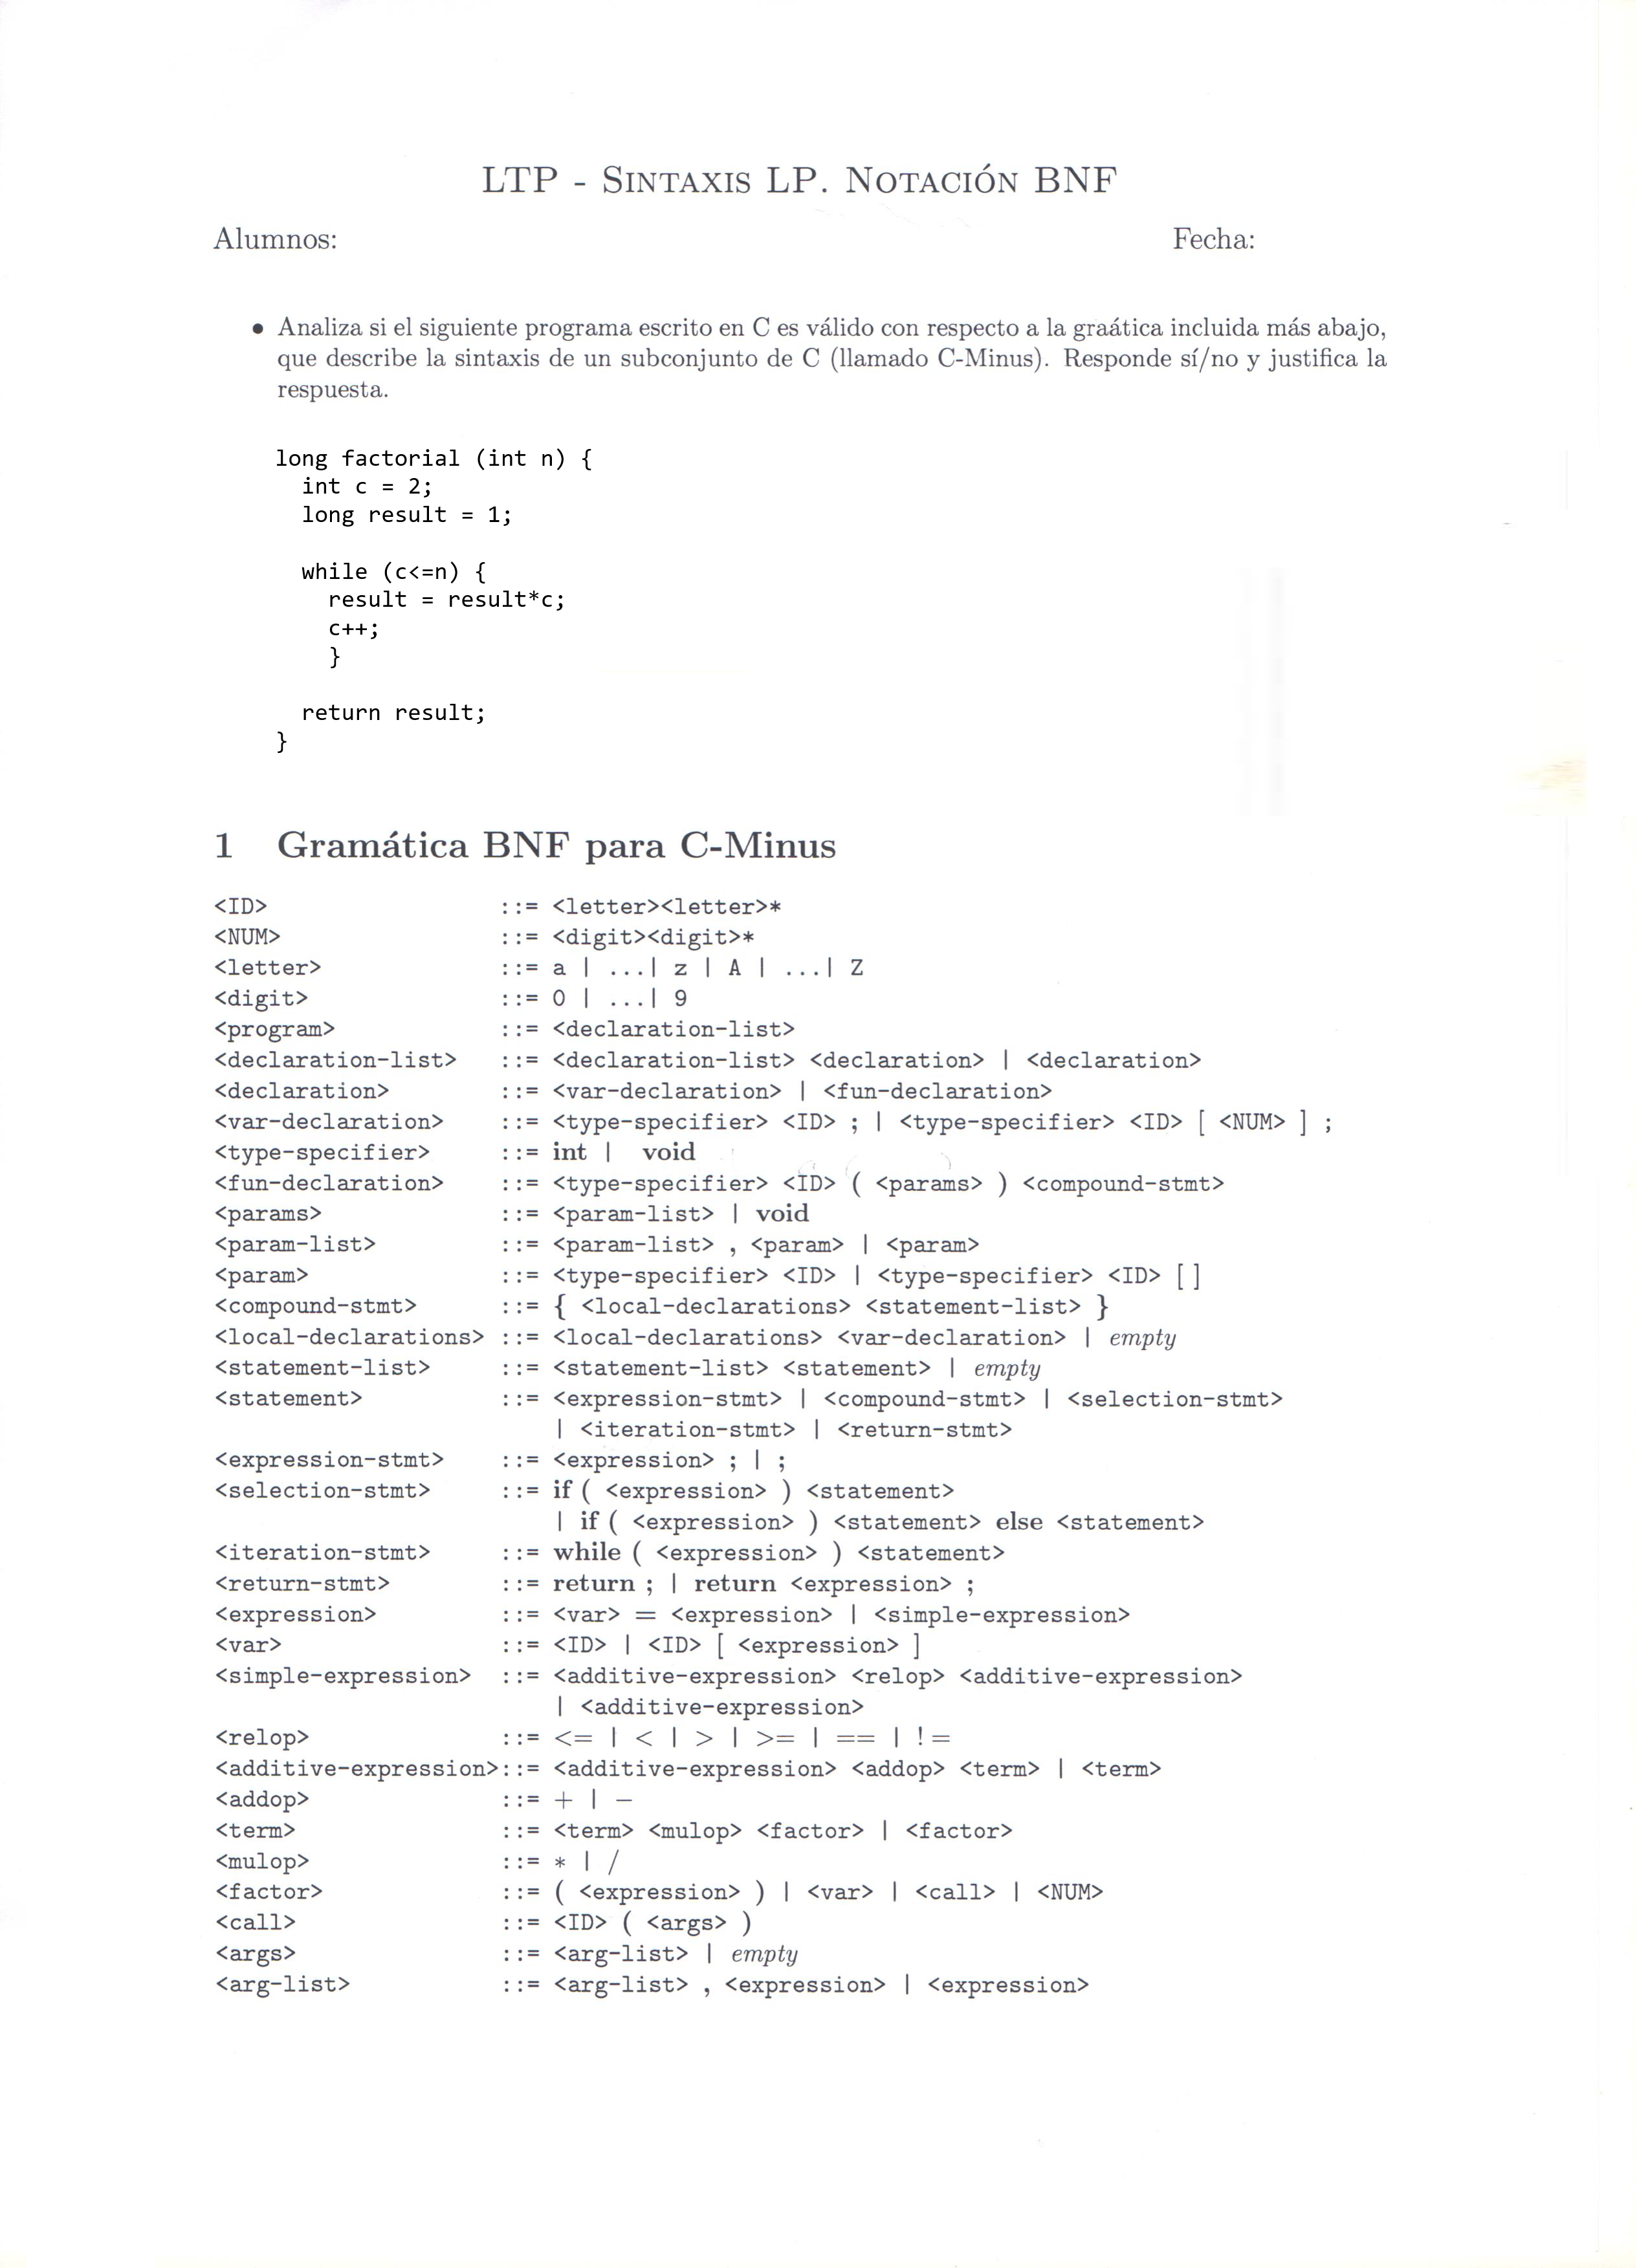 LTP - SINTAXIS LP. NOTACIÓN BNF
Alumnos: Fecha:
• Analiza si el siguiente programa escrito en C es válido con respecto a la graática incluida más abajo,
que describe la sintaxis de un subconjunto de C (llamado C-Minus). Responde sí/no y justifica la
respuesta.
long factorial (int n) {
int c = 2;
long result = 1;
while (c<=n) {
result = result*c;
c++;
}
return result;
}
1 Gramática BNF para C-Minus
<ID> ::= <letter><letter>*
<NUM> ::= <digit><digit>*
<letter> ::= a | ...| z | A | ...| Z
<digit> ::= 0 | ...| 9
<program> ::= <declaration-list>
<declaration-list> ::= <declaration-list> <declaration> | <declaration>
<declaration> ::= <var-declaration> | <fun-declaration>
<var-declaration> ::= <type-specifier> <ID> ; | <type-specifier> <ID> [ <NUM> ] ;
<type-specifier> ::= int | void
<fun-declaration> ::= <type-specifier> <ID> ( <params> ) <compound-stmt>
<params> ::= <param-list> | void
<param-list> ::= <param-list> , <param> | <param>
<param> ::= <type-specifier> <ID> | <type-specifier> <ID> []
<compound-stmt> ::= { <local-declarations> <statement-list> }
<local-declarations> ::= <local-declarations> <var-declaration> | empty
<statement-list> ::= <statement-list> <statement> | empty
<statement> ::= <expression-stmt> | <compound-stmt> | <selection-stmt>
| <iteration-stmt> | <return-stmt>
<expression-stmt> ::= <expression> ; | ;
<selection-stmt> ::= if ( <expression> ) <statement>
| if ( <expression> ) <statement> else <statement>
<iteration-stmt> ::= while ( <expression> ) <statement>
<return-stmt> ::= return ; | return <expression> ;
<expression> ::= <var> = <expression> | <simple-expression>
<var> ::= <ID> | <ID> [ <expression> ]
<simple-expression> ::= <additive-expression> <relop> <additive-expression>
| <additive-expression>
<relop> ::= <= | < | > | >= | == | !=
<additive-expression>::= <additive-expression> <addop> <term> | <term>
<addop> ::= + | −
<term> ::= <term> <mulop> <factor> | <factor>
<mulop> ::= * | /
<factor> ::= ( <expression> ) | <var> | <call> | <NUM>
<call> ::= <ID> ( <args> )
<args> ::= <arg-list> | empty
<arg-list> ::= <arg-list> , <expression> | <expression>